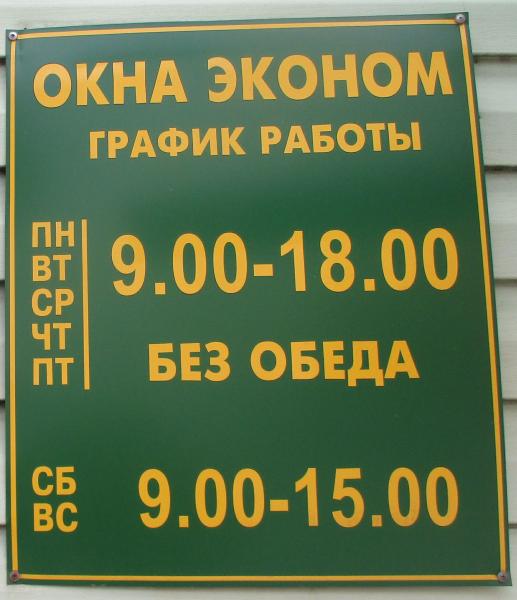 ОКНА ЭКОНОМ
ГРАФИК РАБОТЫ
ПН
ВТ
СР
ЧТ
ПТ
9.00-18.00
БЕЗ ОБЕДА
СБ
ВС
9.00-15.00